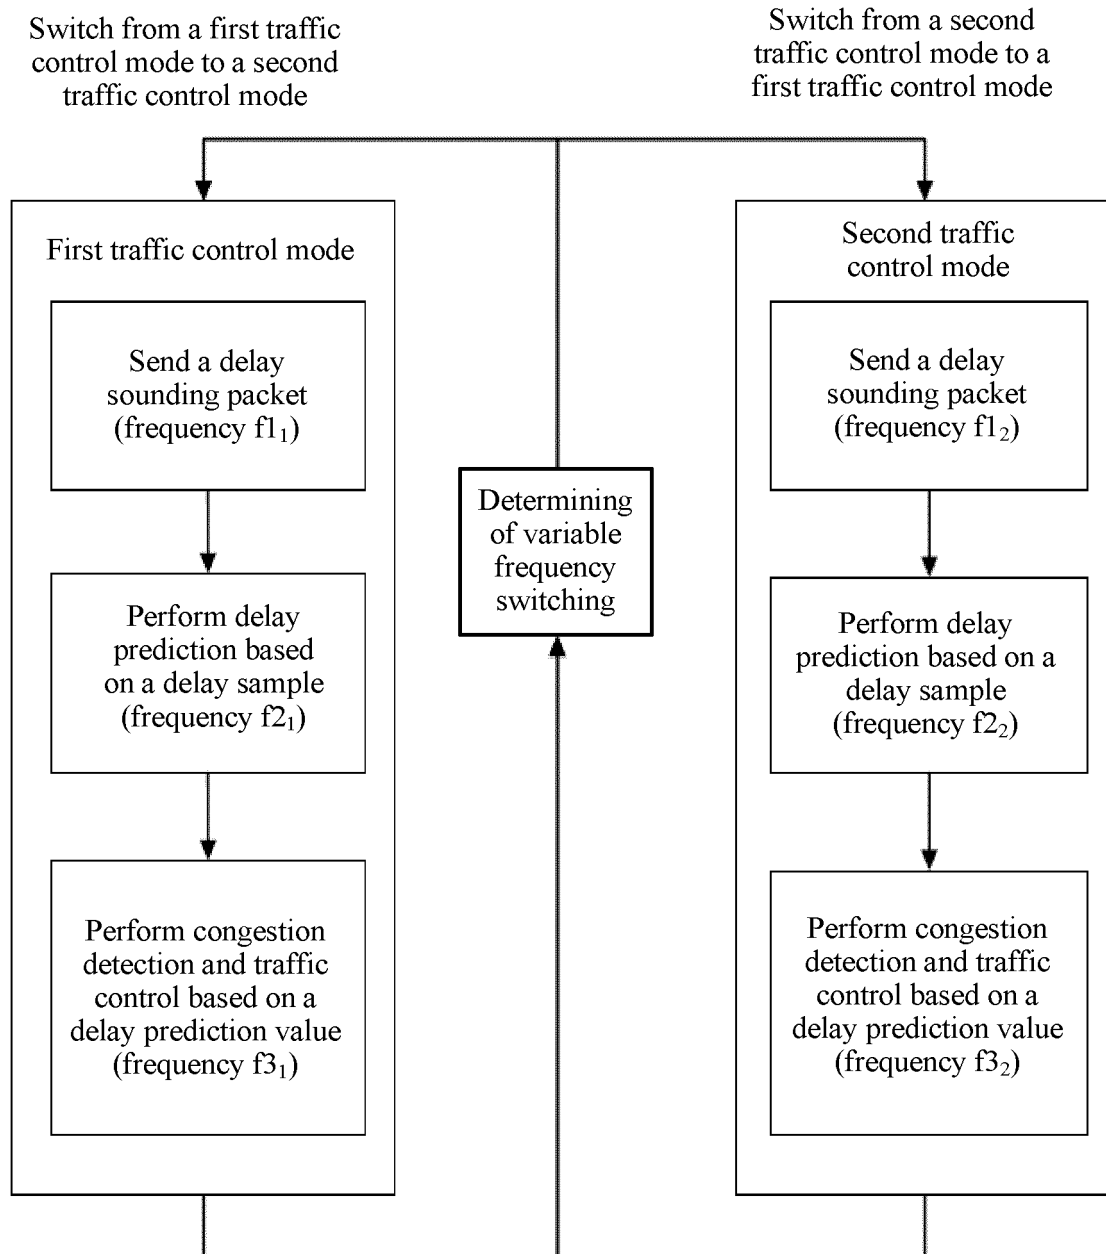 Switch from a first traffic
control mode to a second
traffic control mode
Switch from a second
traffic control mode to a
first traffic control mode
First traffic control mode
Send a delay
sounding packet
(frequency f1₁)
Perform delay
prediction based
on a delay sample
(frequency f2₁)
Perform congestion
detection and traffic
control based on a
delay prediction value
(frequency f3₁)
Determining
of variable
frequency
switching
Second traffic
control mode
Send a delay
sounding packet
(frequency f1₂)
Perform delay
prediction based on a
delay sample
(frequency f2₂)
Perform congestion
detection and traffic
control based on a
delay prediction value
(frequency f3₂)